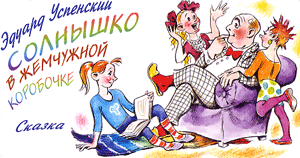 Эдуард Успенский
СОЛНЫШКО
В ЖЕМЧУЖНОЙ
КОРОБОЧКЕ
Сказка